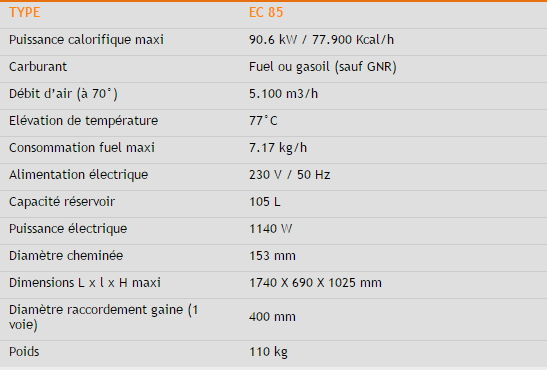 TYPE EC 85
Puissance calorifique maxi 90.6 kW / 77.900 Kcal/h
Carburant Fuel ou gasoil (sauf GNR)
Débit d'air (à 70˚) 5.100 m3/h
Elévation de température 77˚C
Consommation fuel maxi 7.17 kg/h
Alimentation électrique 230 V / 50 Hz
Capacité réservoir 105 L
Puissance électrique 1140 W
Diamètre cheminée 153 mm
Dimensions L x l x H maxi 1740 X 690 X 1025 mm
Diamètre raccordement gaine (1
voie) 400 mm
Poids 110 kg